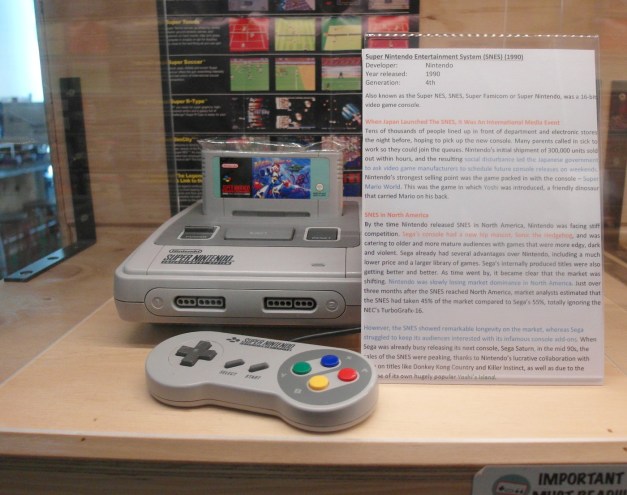 Super Tennis
Super Soccer
Super R-Type
SimCity
The Legend
Link to the
Nintendo
SUPER NINTENDO
SUPER NINTENDO
SELECT START
Super Nintendo Entertainment System (SNES) (1990)
Developer: Nintendo
Year released: 1990
Generation: 4th
Also known as the Super NES, SNES, Super Famicom or Super Nintendo, was a 16-bit
video game console.
When Japan Launched The SNES, It Was An International Media Event
Tens of thousands of people lined up in front of department and electronic stores
the night before, hoping to pick up the new console. Many parents called in sick to
work so they could join the queues. Nintendo's initial shipment of 300,000 units sold
out within hours, and the resulting social disturbance led the Japanese government
to ask video game manufacturers to schedule future console releases on weekends.
Nintendo's strongest selling point was the game packed in with the console – Super
Mario World. This was the game in which Yoshi was introduced, a friendly dinosaur
that carried Mario on his back.
SNES in North America
By the time Nintendo released SNES in North America, Nintendo was facing stiff
competition. Sega's console had a new big mascot, Sonic the Hedgehog, and was
catering to older and more mature audiences with games that were more edgy, dark
and violent. Sega already had several advantages over Nintendo, including a much
lower price and a larger library of games. Sega's internally produced titles were also
getting better and better. As time went by, it became clear that the market was
shifting. Nintendo was slowly losing market dominance in North America. Just over
three months after the SNES reached North America, market analysts estimated that
the SNES had taken 45% of the market compared to Sega's 55%, totally ignoring the
NEC's TurboGrafx-16.
However, the SNES showed remarkable longevity on the market, whereas Sega
struggled to keep its audiences interested with its infamous console add-ons. When
Sega was already busy releasing its next console, Sega Saturn, in the mid 90s, the
sales of the SNES were peaking, thanks to Nintendo's lucrative collaboration with
on titles like Donkey Kong Country and Killer Instinct, as well as due to the
of its own hugely popular Yoshi's Island.
IMPORTANT
MUST READ